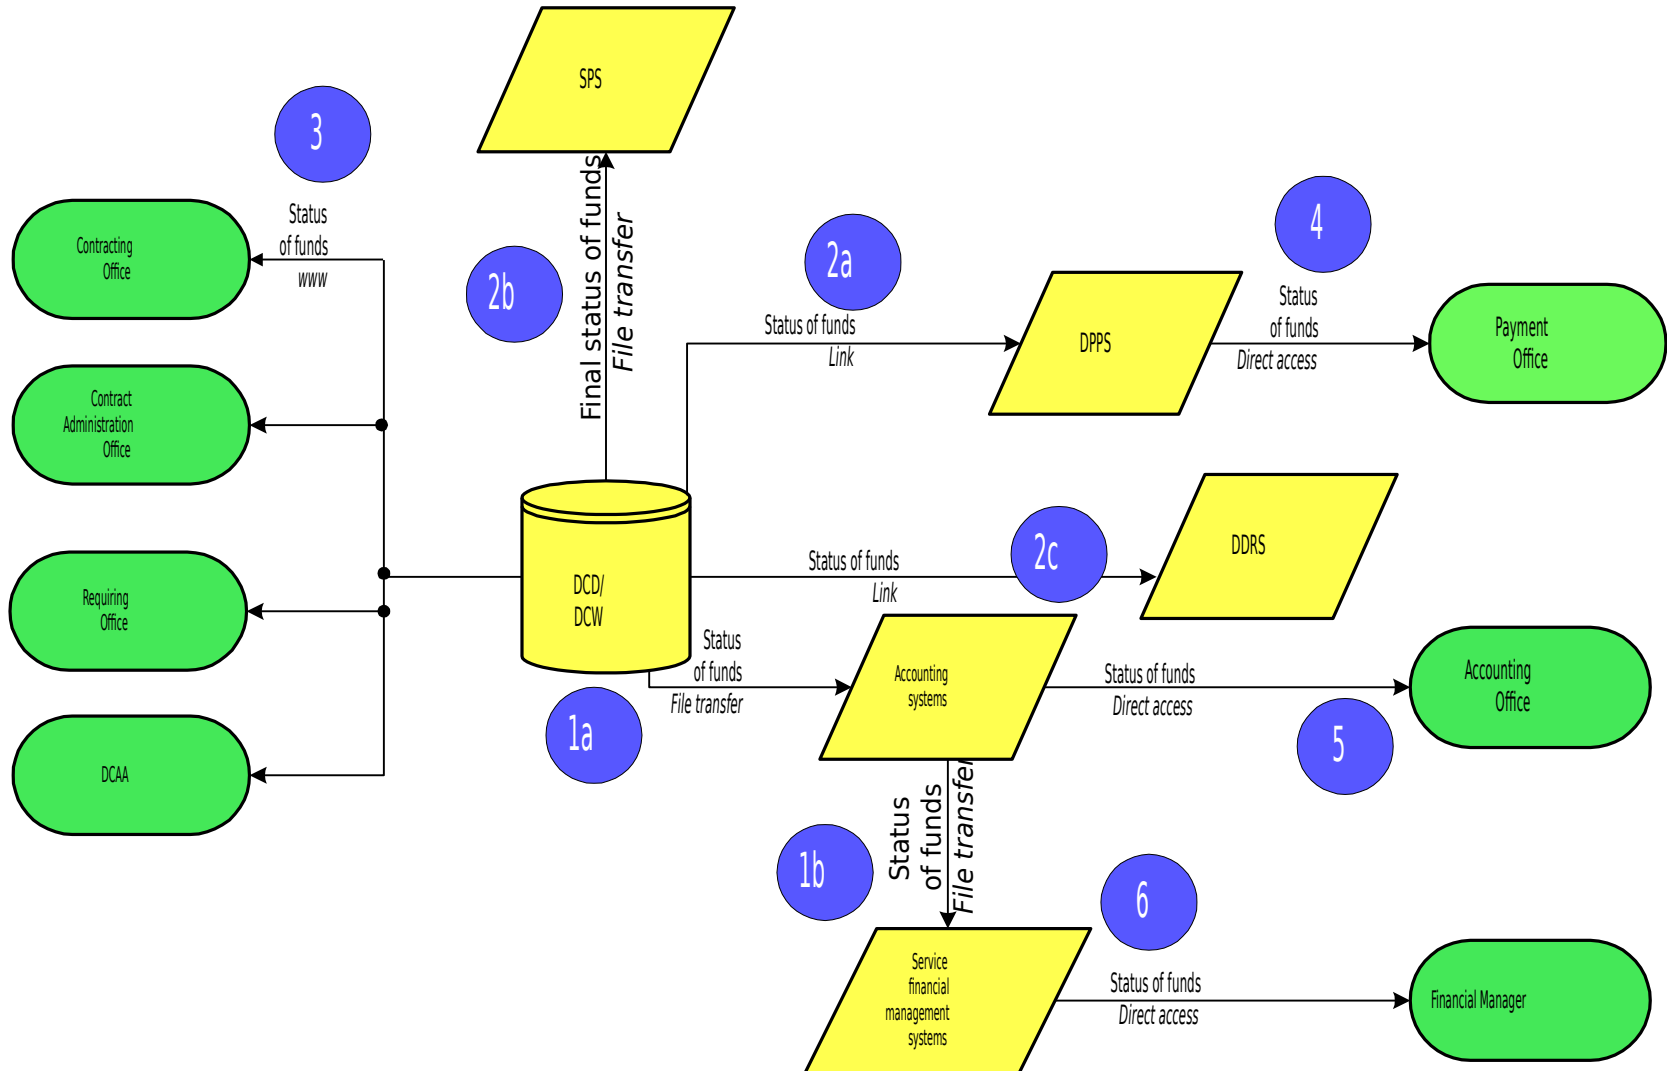 SPS
3
Status
of funds
www
Contracting
Office
2b
Final status of funds
File transfer
2a
Status of funds
Link
DPPS
4
Status
of funds
Direct access
Payment
Office
Contract
Administration
Office
DCD/
DCW
Status of funds
Link
2c
DDRS
Requiring
Office
Status
of funds
File transfer
1a
Accounting
systems
Status of funds
Direct access
Accounting
Office
5
DCAA
1b
Status
of funds
File transfer
6
Service
financial
management
systems
Status of funds
Direct access
Financial Manager